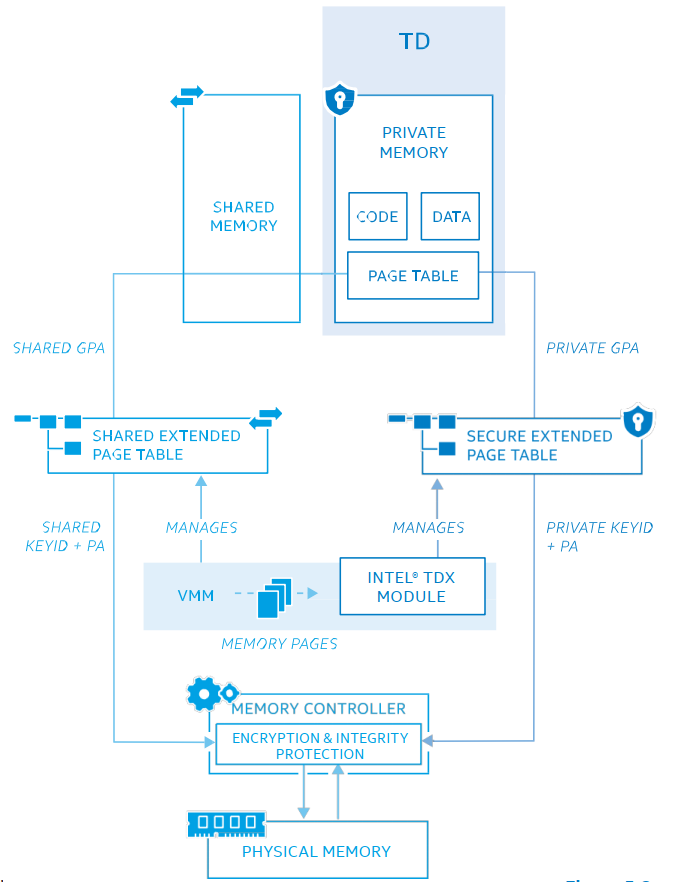 TD
PRIVATE
MEMORY
SHARED
MEMORY
CODE
DATA
PAGE TABLE
SHARED GPA
PRIVATE GPA
SHARED EXTENDED
PAGE TABLE
SECURE EXTENDED
PAGE TABLE
SHARED
KEYID + PA
MANAGES
MANAGES
PRIVATE KEYID
+ PA
VMM
INTEL® TDX
MODULE
MEMORY PAGES
MEMORY CONTROLLER
ENCRYPTION & INTEGRITY
PROTECTION
PHYSICAL MEMORY